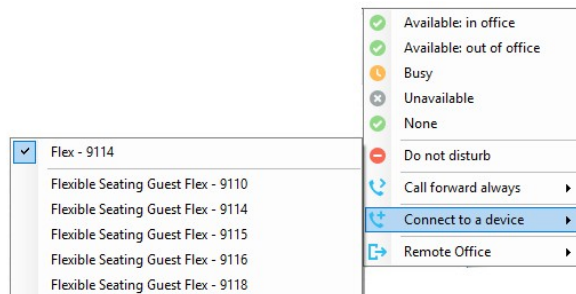 Available: in office
Available: out of office
Busy
Unavailable
None
Do not disturb
Call forward always
Connect to a device
Remote Office
Flex - 9114
Flexible Seating Guest Flex - 9110
Flexible Seating Guest Flex - 9114
Flexible Seating Guest Flex - 9115
Flexible Seating Guest Flex - 9116
Flexible Seating Guest Flex - 9118